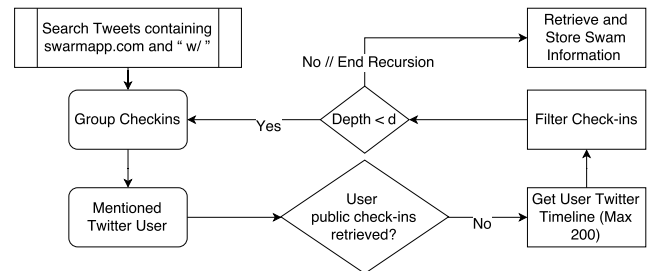 Search Tweets containing
swarmapp.com and “ w/ ”
Retrieve and
Store Swam
Information
No // End Recursion
Group Checkins
Yes
Depth < d
Filter Check-ins
Mentioned
Twitter User
User
public check-ins
retrieved?
No
Get User Twitter
Timeline (Max
200)